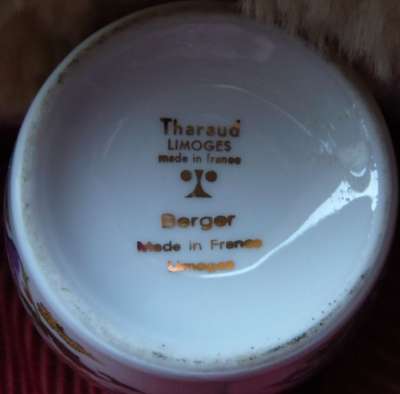 Tharaud
LIMOGES
made in france
Berger
Made in France
Limoges